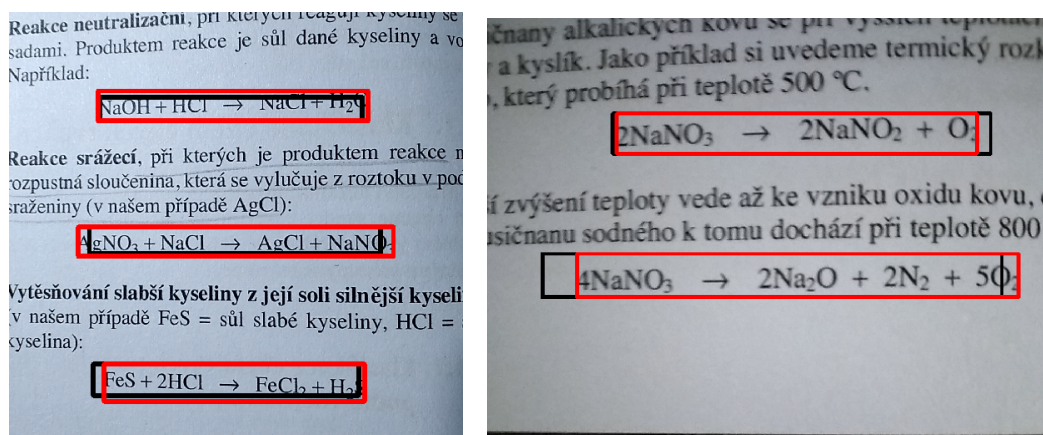 Reakce neutralizační, při kterých reagují kyseliny se
sadami. Produktem reakce je sůl dané kyseliny a vo
Například:
NaOH + HCl → NaCl + H₂O
Reakce srážecí, při kterých je produktem reakce n
rozpustná sloučenina, která se vylučuje z roztoku v pod
sraženiny (v našem případě AgCl):
AgNO₃ + NaCl → AgCl + NaNO₃
Vytěsňování slabší kyseliny z její soli silnější kyseli
(v našem případě FeS = sůl slabé kyseliny, HCl =
kyselina):
FeS + 2HCl → FeCl₂ + H₂S
čnany alkalických kovů se při vyšších teplotách
a kyslík. Jako příklad si uvedeme termický rozk
, který probíhá při teplotě 500 °C.
2NaNO₃ → 2NaNO₂ + O₂
í zvýšení teploty vede až ke vzniku oxidu kovu,
usičnanu sodného k tomu dochází při teplotě 800
4NaNO₃ → 2Na₂O + 2N₂ + 5O₂